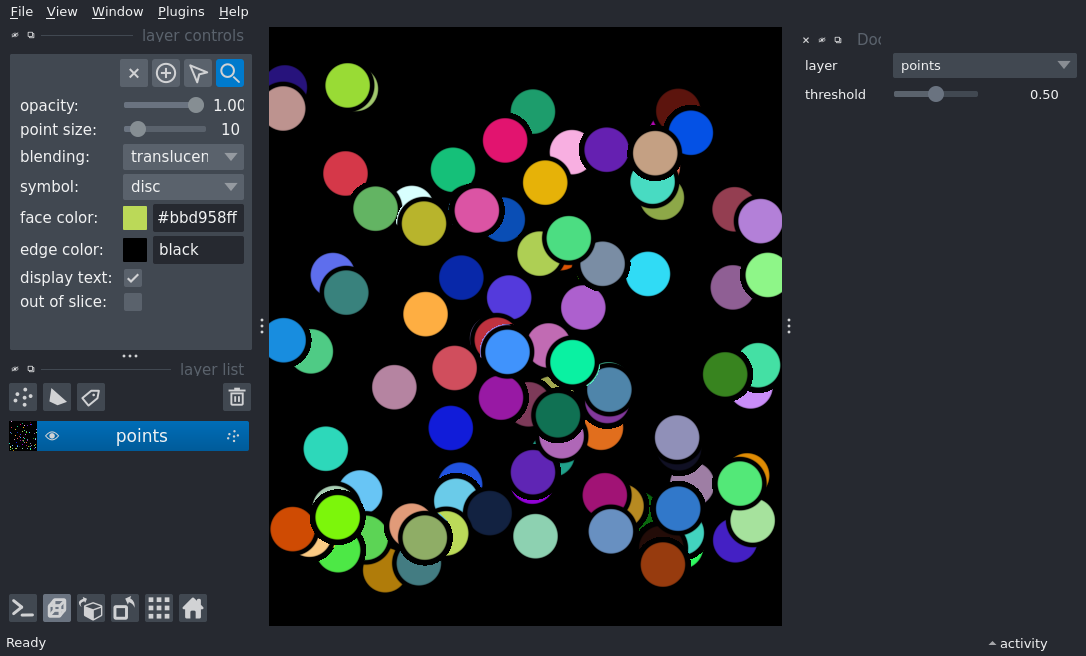 File View Window Plugins Help
layer controls
opacity: 1.00
point size: 10
blending: translucen
symbol: disc
face color: #bbd958ff
edge color: black
display text:
out of slice:
layer list
points
Ready
Doc
layer points
threshold 0.50
activity